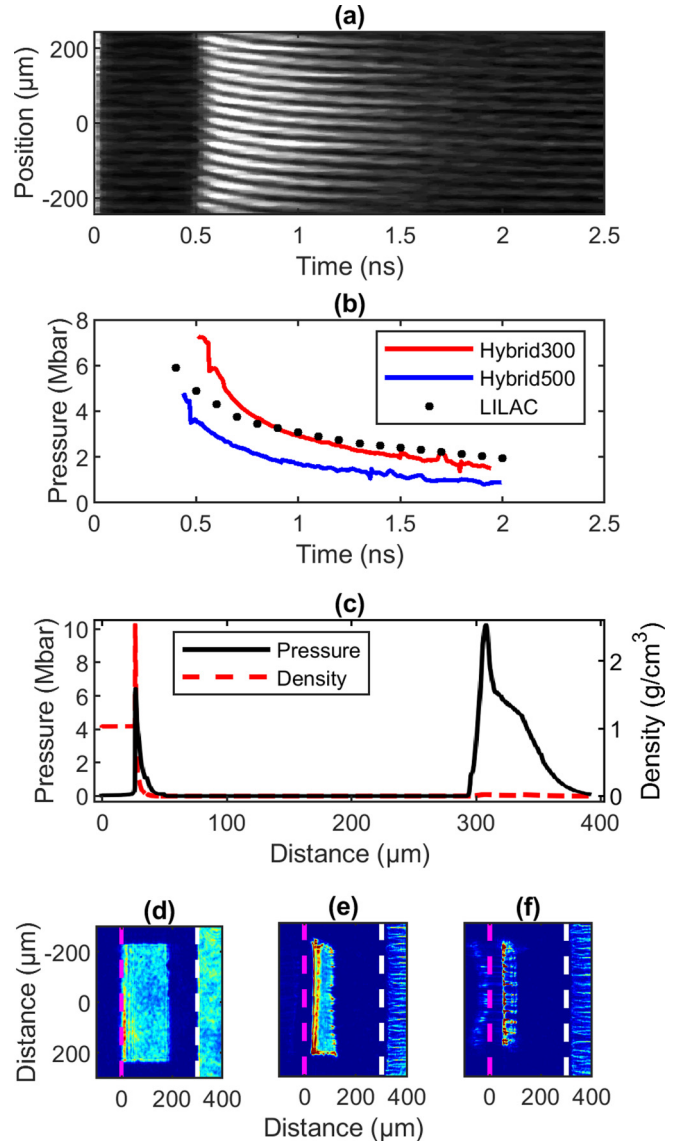 (a)
200
0
-200
Position (μm)
0 0.5 1 1.5 2 2.5
Time (ns)
(b)
8
6
4
2
0
Pressure (Mbar)
Hybrid300
Hybrid500
LILAC
0 0.5 1 1.5 2 2.5
Time (ns)
(c)
10
8
6
4
2
0
Pressure (Mbar)
Pressure
Density
2
1
0
Density (g/cm³)
0 100 200 300 400
Distance (μm)
(d) (e) (f)
-200
0
200
Distance (μm)
0 200 400 0 200 400 0 200 400
Distance (μm)